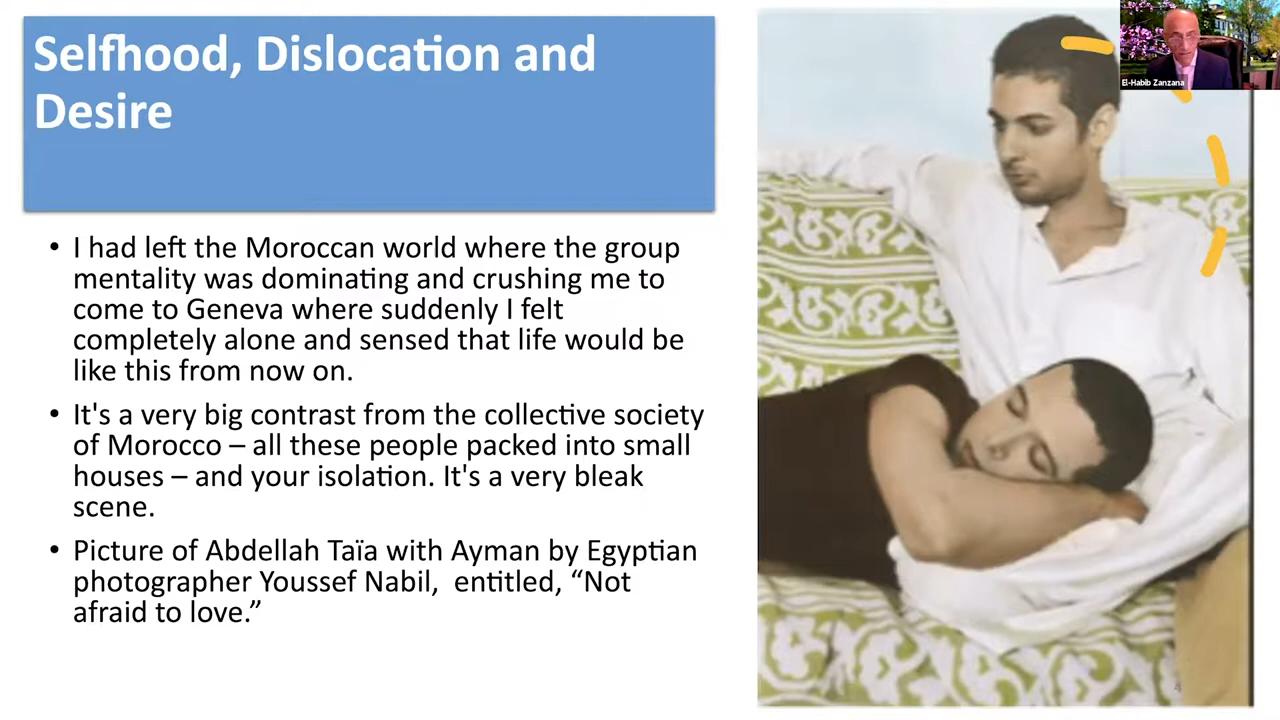 Selfhood, Dislocation and
Desire
El-Habib Zanzana
• I had left the Moroccan world where the group
mentality was dominating and crushing me to
come to Geneva where suddenly I felt
completely alone and sensed that life would be
like this from now on.
• It's a very big contrast from the collective society
of Morocco – all these people packed into small
houses – and your isolation. It's a very bleak
scene.
• Picture of Abdellah Taïa with Ayman by Egyptian
photographer Youssef Nabil,  entitled, “Not
afraid to love.”